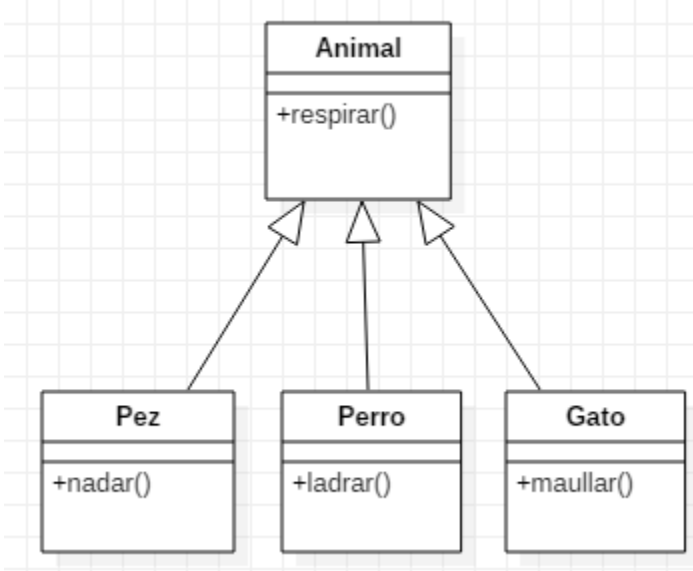 Animal
+respirar()
Pez
+nadar()
Perro
+ladrar()
Gato
+maullar()